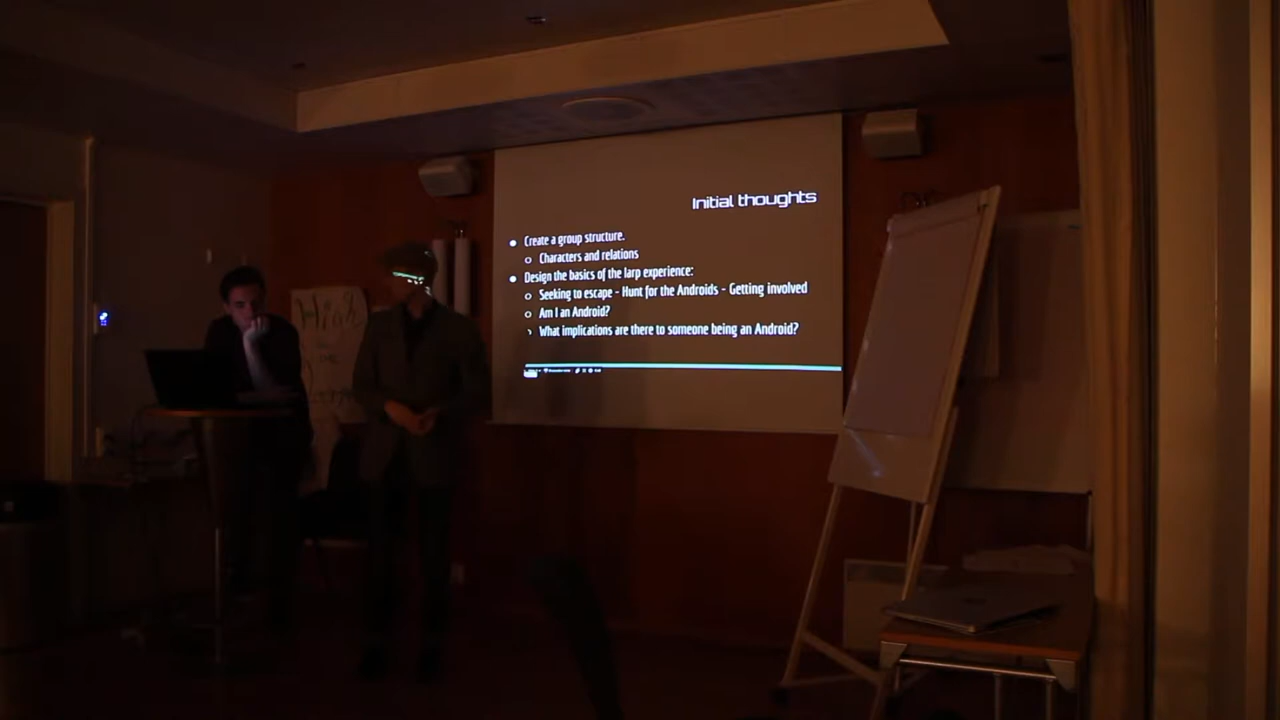 Initial thoughts
Create a group structure.
Characters and relations
Design the basics of the larp experience:
Seeking to escape - Hunt for the Androids - Getting involved
Am I an Android?
What implications are there to someone being an Android?
High